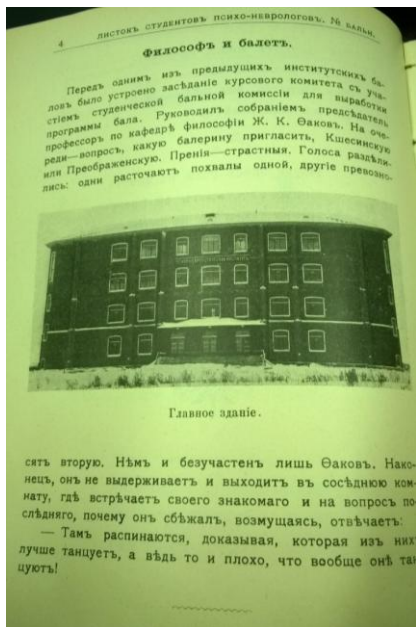 4
ЛИСТОКЪ СТУДЕНТОВЪ ПСИХО-НЕВРОЛОГОВЪ, № БАЛЬН.
Философъ и балетъ.
Передъ однимъ изъ предыдущихъ институтскихъ ба-
ловъ было устроено засѣданіе курсового комитета съ уча-
стіемъ студенческой бальной комиссіи для выработки
программы бала. Руководилъ собраніемъ предсѣдатель
профессоръ по кафедрѣ философіи Ж. К. Ѳаковъ. На оче-
реди—вопросъ, какую балерину пригласить, Кшесинскую
или Преображенскую. Пренія—страстныя. Голоса раздѣли-
лись: одни расточаютъ похвалы одной, другіе превозно-
Главное зданіе.
сятъ вторую. Нѣмъ и безучастенъ лишь Ѳаковъ. Нако-
нецъ, онъ не выдерживаетъ и выходитъ въ сосѣднюю ком-
нату, гдѣ встрѣчаетъ своего знакомаго и на вопросъ по-
слѣдняго, почему онъ сбѣжалъ, возмущаясь, отвѣчаетъ:
— Тамъ распинаются, доказывая, которая изъ нихъ
лучше танцуетъ, а вѣдь то и плохо, что вообще онѣ тан
цуютъ!